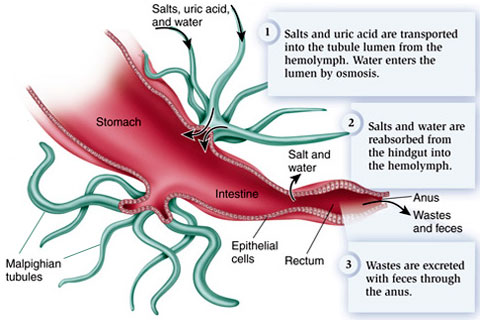 Salts, uric acid,
and water
1
Salts and uric acid are transported
into the tubule lumen from the
hemolymph. Water enters the
lumen by osmosis.
Stomach
2
Salts and water are
reabsorbed from
the hindgut into
the hemolymph.
Salt and
water
Intestine
Anus
Wastes
and feces
Malpighian
tubules
Epithelial
cells
Rectum
3
Wastes are excreted
with feces through
the anus.